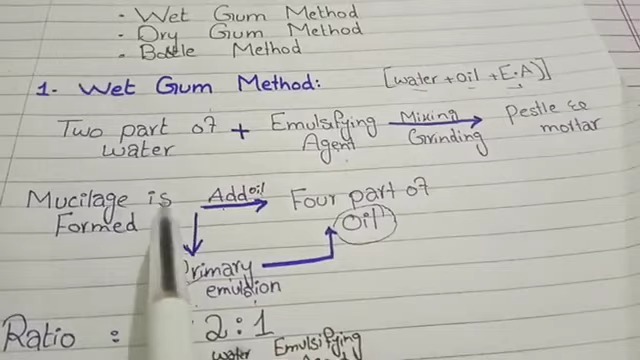 - Wet Gum Method
- Dry Gum Method
- Bottle Method
1. Wet Gum Method: [water + oil + E.A)]
Two part of water + Emulsifying Agent Mixing Grinding Pestle & mortar
Mucilage is Formed Add oil Four part of Oil
Primary emulsion
Ratio : 2 : 1
water Emulsifying